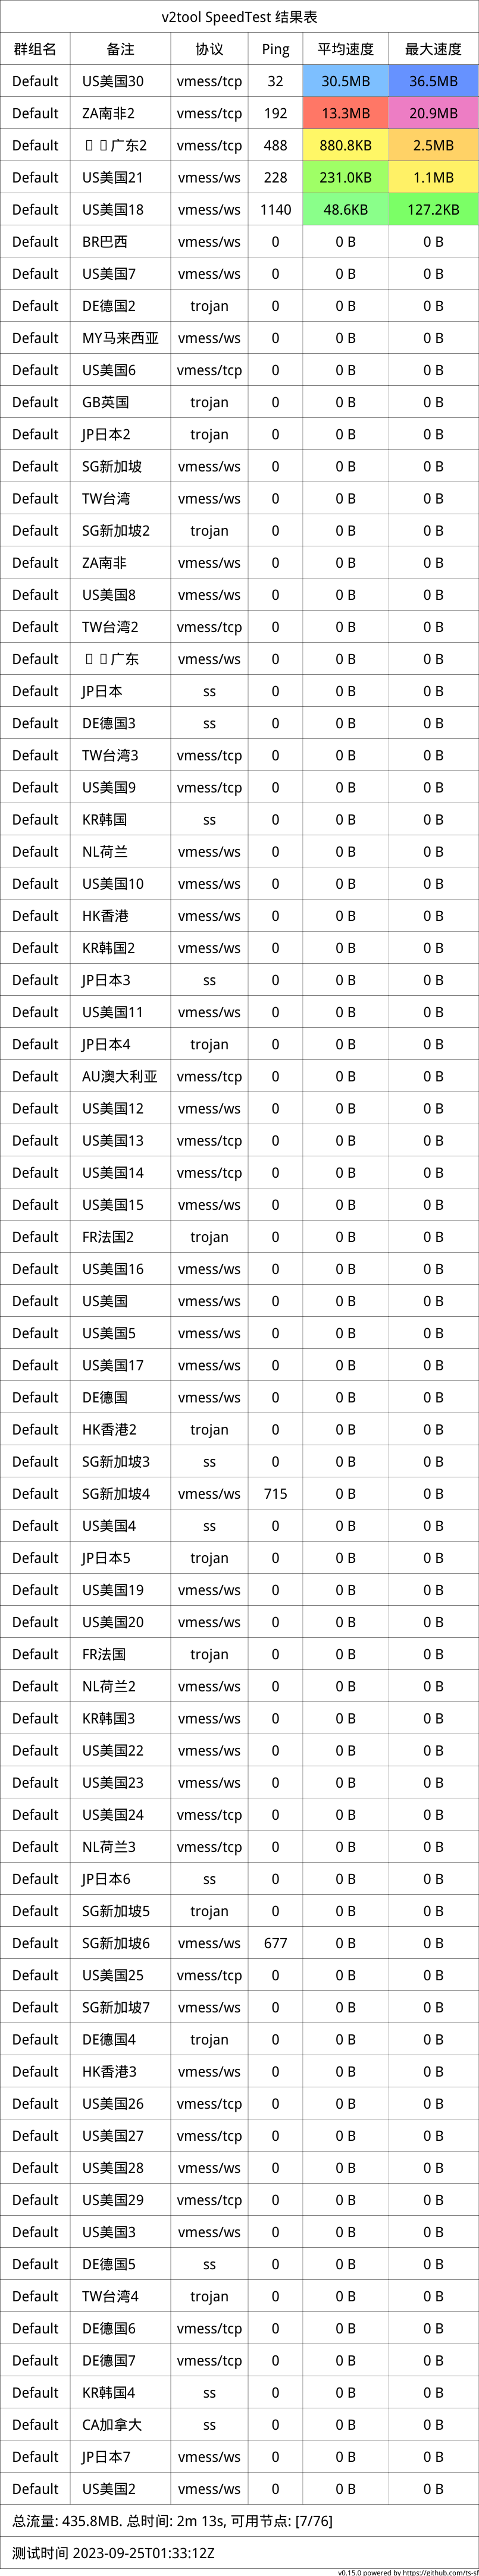 v2tool SpeedTest 结果表
群组名 备注 协议 Ping 平均速度 最大速度
Default US美国30 vmess/tcp 32 30.5MB 36.5MB
Default ZA南非2 vmess/tcp 192 13.3MB 20.9MB
Default 广东2 vmess/tcp 488 880.8KB 2.5MB
Default US美国21 vmess/ws 228 231.0KB 1.1MB
Default US美国18 vmess/ws 1140 48.6KB 127.2KB
Default BR巴西 vmess/ws 0 0 B 0 B
Default US美国7 vmess/ws 0 0 B 0 B
Default DE德国2 trojan 0 0 B 0 B
Default MY马来西亚 vmess/ws 0 0 B 0 B
Default US美国6 vmess/tcp 0 0 B 0 B
Default GB英国 trojan 0 0 B 0 B
Default JP日本2 trojan 0 0 B 0 B
Default SG新加坡 vmess/ws 0 0 B 0 B
Default TW台湾 vmess/ws 0 0 B 0 B
Default SG新加坡2 trojan 0 0 B 0 B
Default ZA南非 vmess/ws 0 0 B 0 B
Default US美国8 vmess/ws 0 0 B 0 B
Default TW台湾2 vmess/tcp 0 0 B 0 B
Default 广东 vmess/ws 0 0 B 0 B
Default JP日本 ss 0 0 B 0 B
Default DE德国3 ss 0 0 B 0 B
Default TW台湾3 vmess/tcp 0 0 B 0 B
Default US美国9 vmess/tcp 0 0 B 0 B
Default KR韩国 ss 0 0 B 0 B
Default NL荷兰 vmess/ws 0 0 B 0 B
Default US美国10 vmess/ws 0 0 B 0 B
Default HK香港 vmess/ws 0 0 B 0 B
Default KR韩国2 vmess/ws 0 0 B 0 B
Default JP日本3 ss 0 0 B 0 B
Default US美国11 vmess/ws 0 0 B 0 B
Default JP日本4 trojan 0 0 B 0 B
Default AU澳大利亚 vmess/tcp 0 0 B 0 B
Default US美国12 vmess/ws 0 0 B 0 B
Default US美国13 vmess/tcp 0 0 B 0 B
Default US美国14 vmess/tcp 0 0 B 0 B
Default US美国15 vmess/ws 0 0 B 0 B
Default FR法国2 trojan 0 0 B 0 B
Default US美国16 vmess/ws 0 0 B 0 B
Default US美国 vmess/ws 0 0 B 0 B
Default US美国5 vmess/ws 0 0 B 0 B
Default US美国17 vmess/ws 0 0 B 0 B
Default DE德国 vmess/ws 0 0 B 0 B
Default HK香港2 trojan 0 0 B 0 B
Default SG新加坡3 ss 0 0 B 0 B
Default SG新加坡4 vmess/ws 715 0 B 0 B
Default US美国4 ss 0 0 B 0 B
Default JP日本5 trojan 0 0 B 0 B
Default US美国19 vmess/ws 0 0 B 0 B
Default US美国20 vmess/ws 0 0 B 0 B
Default FR法国 trojan 0 0 B 0 B
Default NL荷兰2 vmess/ws 0 0 B 0 B
Default KR韩国3 vmess/ws 0 0 B 0 B
Default US美国22 vmess/ws 0 0 B 0 B
Default US美国23 vmess/ws 0 0 B 0 B
Default US美国24 vmess/tcp 0 0 B 0 B
Default NL荷兰3 vmess/tcp 0 0 B 0 B
Default JP日本6 ss 0 0 B 0 B
Default SG新加坡5 trojan 0 0 B 0 B
Default SG新加坡6 vmess/ws 677 0 B 0 B
Default US美国25 vmess/tcp 0 0 B 0 B
Default SG新加坡7 vmess/ws 0 0 B 0 B
Default DE德国4 trojan 0 0 B 0 B
Default HK香港3 vmess/ws 0 0 B 0 B
Default US美国26 vmess/tcp 0 0 B 0 B
Default US美国27 vmess/tcp 0 0 B 0 B
Default US美国28 vmess/ws 0 0 B 0 B
Default US美国29 vmess/tcp 0 0 B 0 B
Default US美国3 vmess/ws 0 0 B 0 B
Default DE德国5 ss 0 0 B 0 B
Default TW台湾4 trojan 0 0 B 0 B
Default DE德国6 vmess/tcp 0 0 B 0 B
Default DE德国7 vmess/tcp 0 0 B 0 B
Default KR韩国4 ss 0 0 B 0 B
Default CA加拿大 ss 0 0 B 0 B
Default JP日本7 vmess/ws 0 0 B 0 B
Default US美国2 vmess/ws 0 0 B 0 B
总流量: 435.8MB. 总时间: 2m 13s, 可用节点: [7/76]
测试时间 2023-09-25T01:33:12Z
v0.15.0 powered by https://github.com/ts-sf